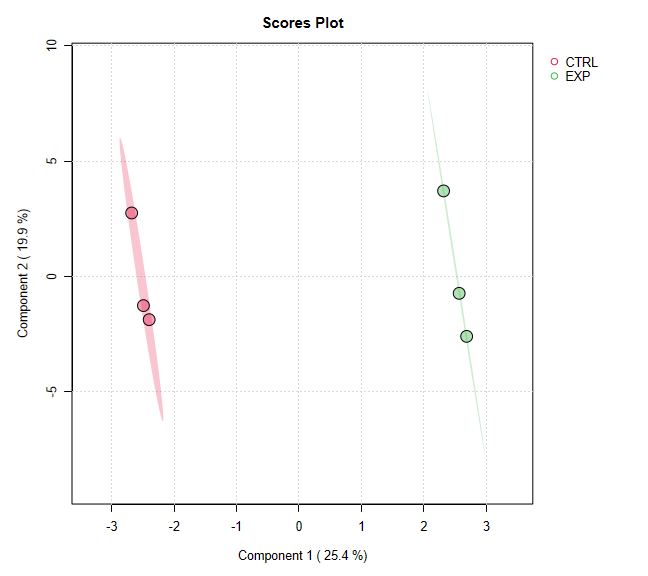 Scores Plot
CTRL
EXP
10
5
0
-5
Component 2 ( 19.9 %)
-3 -2 -1 0 1 2 3
Component 1 ( 25.4 %)